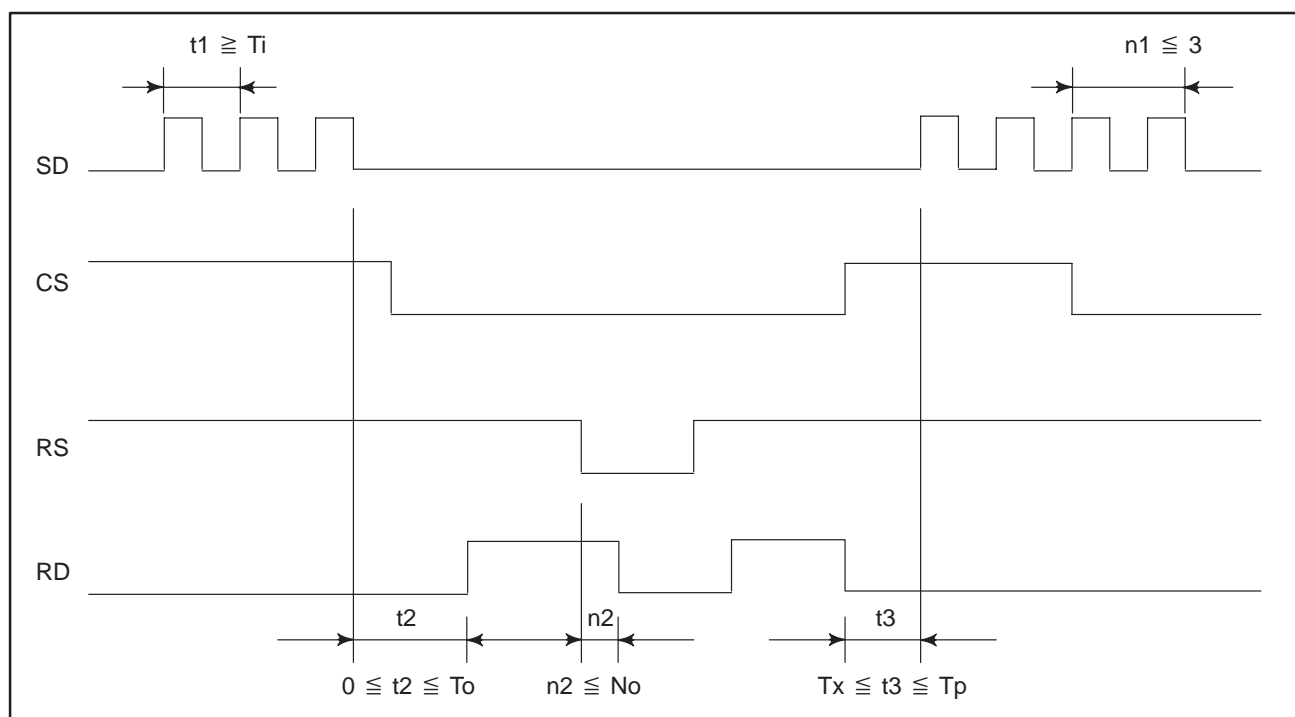 t1 ≧ Ti
n1 ≦ 3
SD
CS
RS
RD
t2
n2
t3
0 ≦ t2 ≦ To
n2 ≦ No
Tx ≦ t3 ≦ Tp